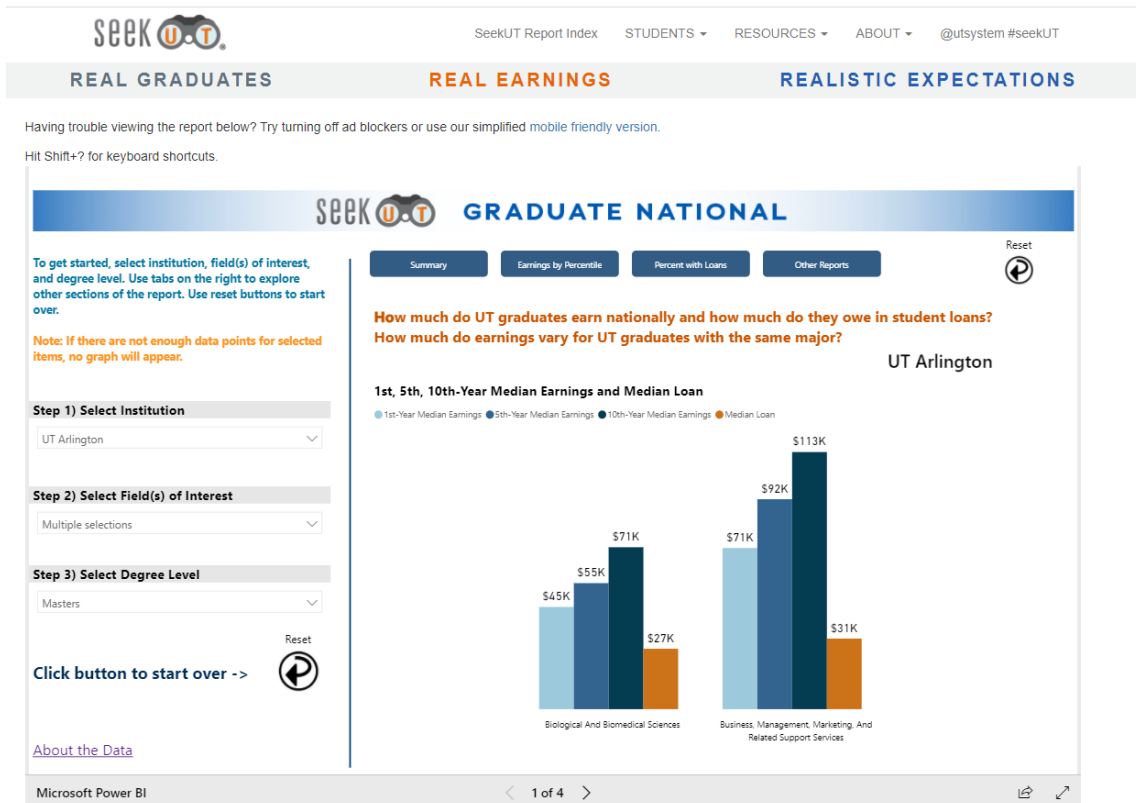 SEEK UT.
SeekUT Report Index STUDENTS RESOURCES ABOUT @utsystem #seekUT
REAL GRADUATES REAL EARNINGS REALISTIC EXPECTATIONS
Having trouble viewing the report below? Try turning off ad blockers or use our simplified mobile friendly version.
Hit Shift+? for keyboard shortcuts.
SEEK UT GRADUATE NATIONAL
To get started, select institution, field(s) of interest,
and degree level. Use tabs on the right to explore
other sections of the report. Use reset buttons to start
over.
Note: If there are not enough data points for selected
items, no graph will appear.
Step 1) Select Institution
UT Arlington
Step 2) Select Field(s) of Interest
Multiple selections
Step 3) Select Degree Level
Masters
Reset
Click button to start over ->
About the Data
Summary Earnings by Percentile Percent with Loans Other Reports
Reset
How much do UT graduates earn nationally and how much do they owe in student loans?
How much do earnings vary for UT graduates with the same major?
UT Arlington
1st, 5th, 10th-Year Median Earnings and Median Loan
1st-Year Median Earnings 5th-Year Median Earnings 10th-Year Median Earnings Median Loan
$45K
$55K
$71K
$27K
$71K
$92K
$113K
$31K
Biological And Biomedical Sciences
Business, Management, Marketing, And
Related Support Services
Microsoft Power BI
1 of 4